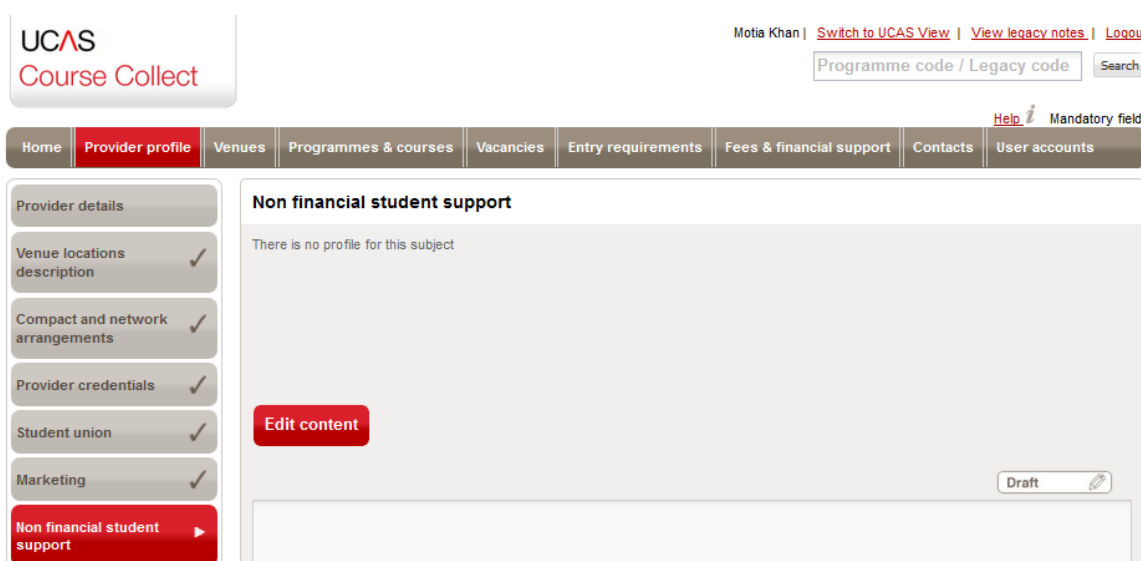 UCAS
Course Collect
Motia Khan | Switch to UCAS View | View legacy notes | Logou
Programme code / Legacy code Search
Help i Mandatory field
Home Provider profile Venues Programmes & courses Vacancies Entry requirements Fees & financial support Contacts User accounts
Provider details
Venue locations
description
Compact and network
arrangements
Provider credentials
Student union
Marketing
Non financial student
support
Non financial student support
There is no profile for this subject
Edit content
Draft